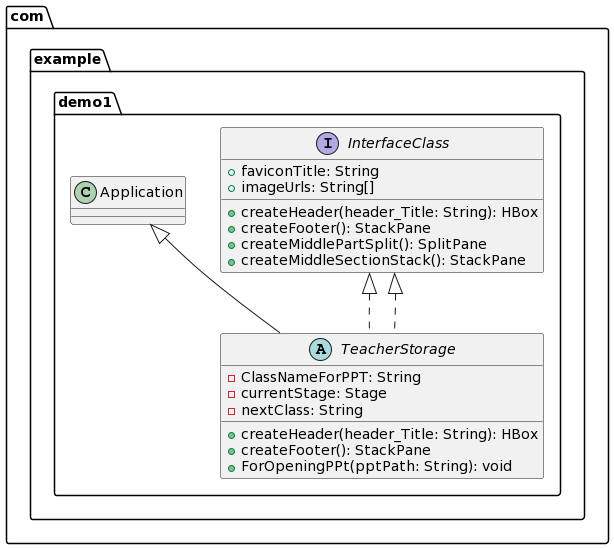 com
example
demo1
I InterfaceClass
faviconTitle: String
imageUrls: String[]
createHeader(header_Title: String): HBox
createFooter(): StackPane
createMiddlePartSplit(): SplitPane
createMiddleSectionStack(): StackPane
C Application
A TeacherStorage
ClassNameForPPT: String
currentStage: Stage
nextClass: String
createHeader(header_Title: String): HBox
createFooter(): StackPane
ForOpeningPPt(pptPath: String): void